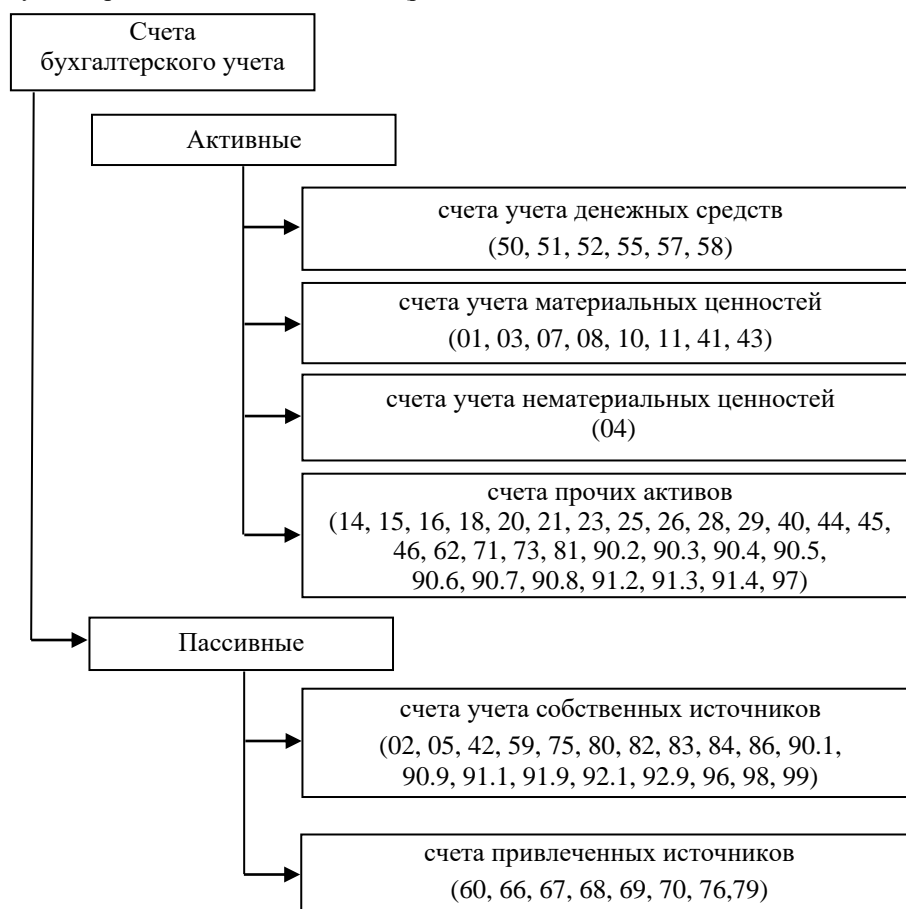 Счета
бухгалтерского учета
Активные
счета учета денежных средств
(50, 51, 52, 55, 57, 58)
счета учета материальных ценностей
(01, 03, 07, 08, 10, 11, 41, 43)
счета учета нематериальных ценностей
(04)
счета прочих активов
(14, 15, 16, 18, 20, 21, 23, 25, 26, 28, 29, 40, 44, 45,
46, 62, 71, 73, 81, 90.2, 90.3, 90.4, 90.5,
90.6, 90.7, 90.8, 91.2, 91.3, 91.4, 97)
Пассивные
счета учета собственных источников
(02, 05, 42, 59, 75, 80, 82, 83, 84, 86, 90.1,
90.9, 91.1, 91.9, 92.1, 92.9, 96, 98, 99)
счета привлеченных источников
(60, 66, 67, 68, 69, 70, 76,79)